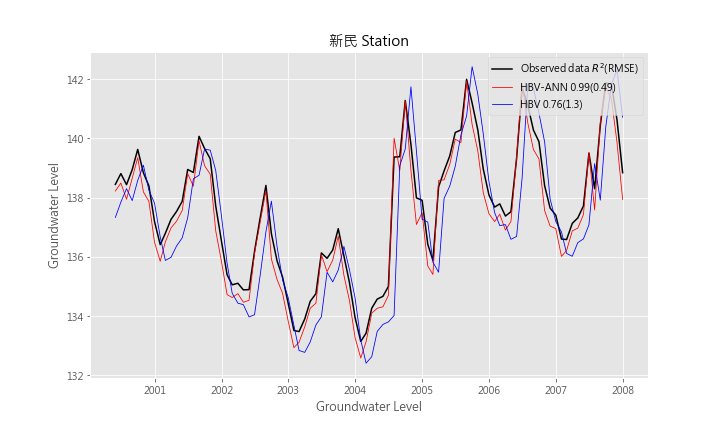 新民 Station
Observed data R²(RMSE)
HBV-ANN 0.99(0.49)
HBV 0.76(1.3)
Groundwater Level
142
140
138
136
134
132
2001
2002
2003
2004
2005
2006
2007
2008
Groundwater Level